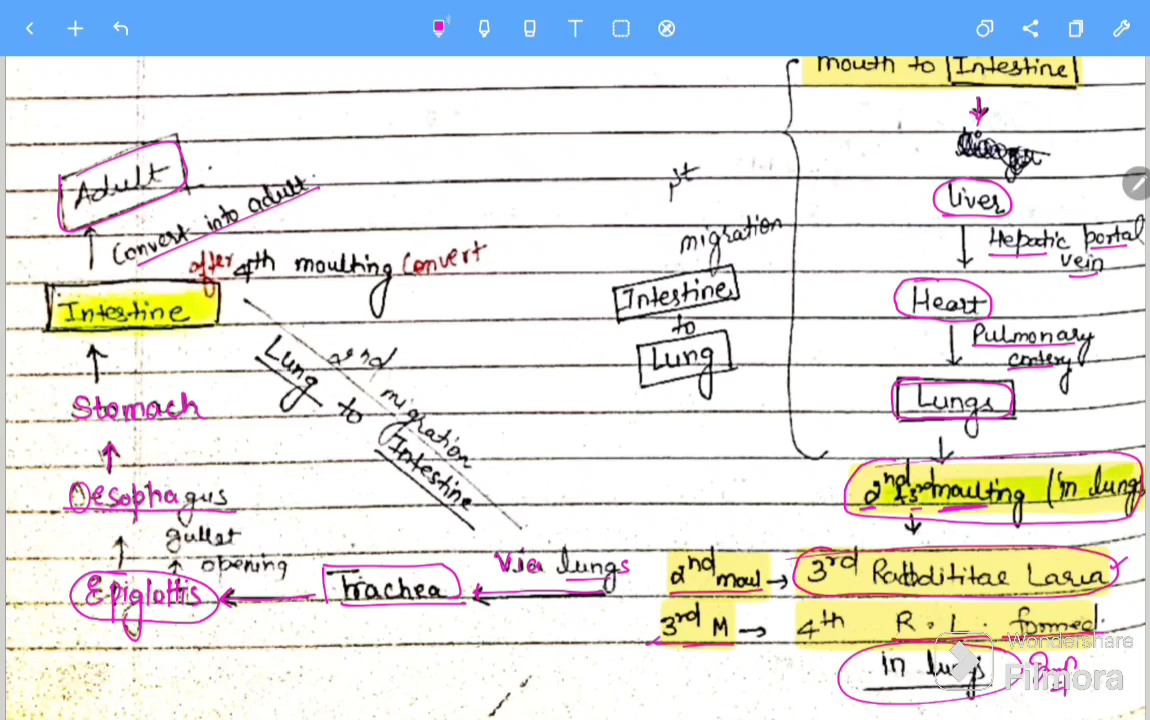 mouth to Intestine
liver
Hepatic portal
vein
Heart
Pulmonary
Lungs
2nd & 3rd moulting (in lungs
2nd moul → 3rd Rabdititae Larva
3rd M → 4th R. L. formed
in lungs
1st
migration
Intestine
to
Lung
Via lungs
Trachea
Epiglottis
opening
gullet
Oesophagus
Stomach
Intestine
after 4th moulting Convert
Convert into adult.
Adult
2nd migration
Lung to Intestine
Wondershare
Filmora